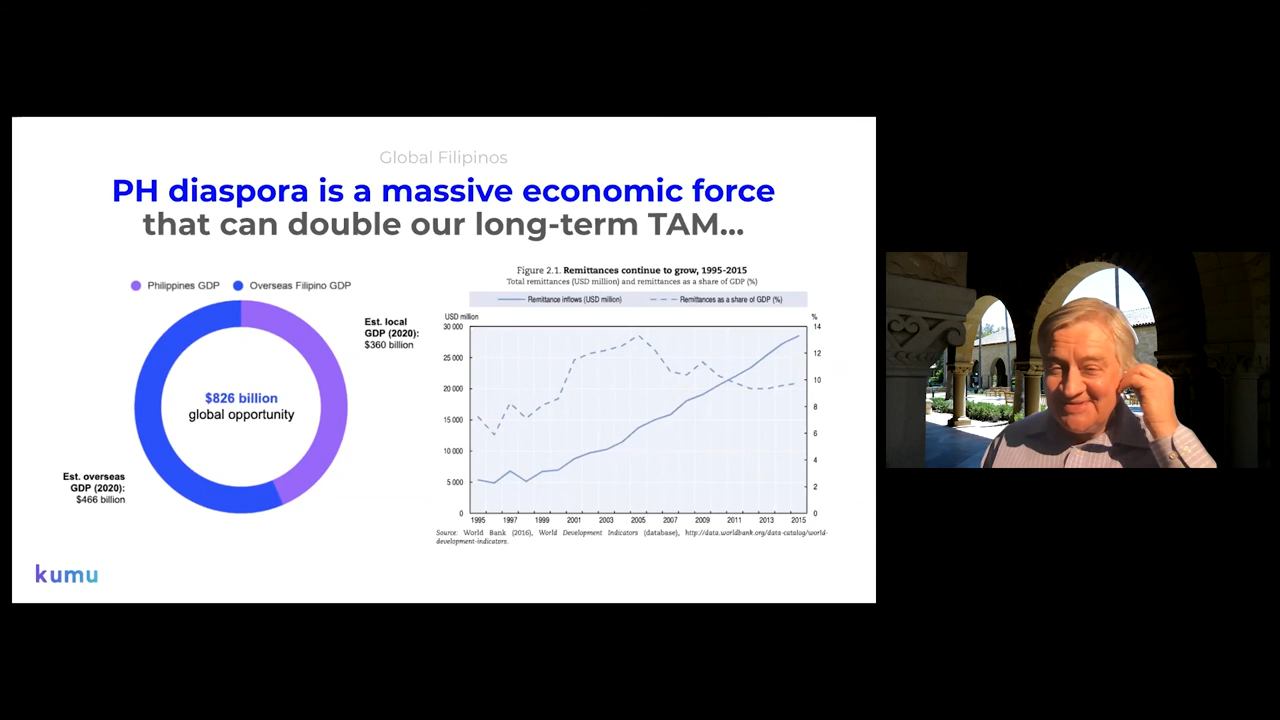 Global Filipinos
PH diaspora is a massive economic force
that can double our long-term TAM...
Philippines GDP
Overseas Filipino GDP
Est. local
GDP (2020):
$360 billion
$826 billion
global opportunity
Est. overseas
GDP (2020):
$466 billion
Figure 2.1. Remittances continue to grow, 1995-2015
Total remittances (USD million) and remittances as a share of GDP (%)
Remittance inflows (USD million)
Remittances as a share of GDP (%)
USD million
%
30 000
25 000
20 000
15 000
10 000
5 000
0
14
12
10
8
6
4
2
0
1995 1997 1999 2001 2003 2005 2007 2009 2011 2013 2015
Source: World Bank (2016), World Development Indicators (database), http://data.worldbank.org/data-catalog/world-
development-indicators.
kumu